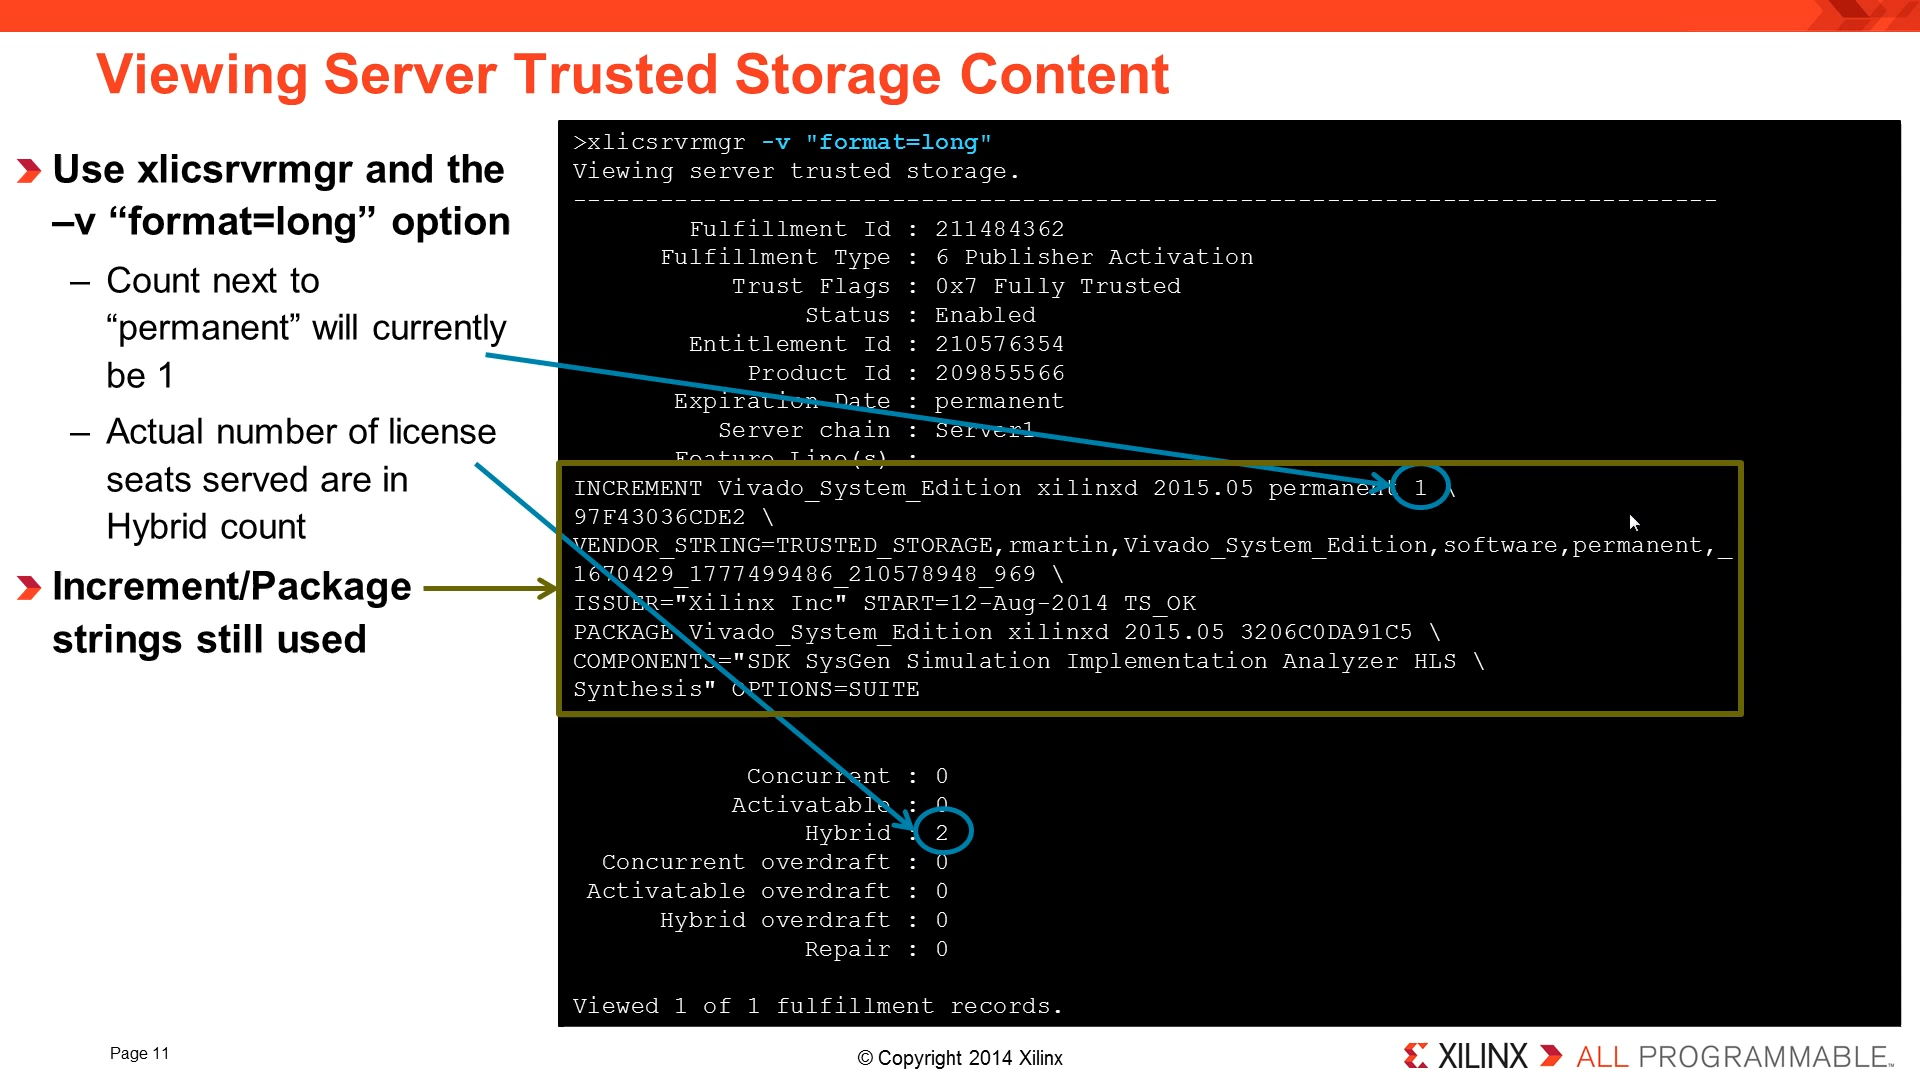 Viewing Server Trusted Storage Content
Use xlicsrvrmgr and the
–v “format=long” option
– Count next to
“permanent” will currently
be 1
– Actual number of license
seats served are in
Hybrid count
Increment/Package
strings still used
>xlicsrvrmgr -v "format=long"
Viewing server trusted storage.
-------------------------------------------------------------------------------
Fulfillment Id : 211484362
Fulfillment Type : 6 Publisher Activation
Trust Flags : 0x7 Fully Trusted
Status : Enabled
Entitlement Id : 210576354
Product Id : 209855566
Expiration Date : permanent
Server chain : Server1
Feature Line(s) :
INCREMENT Vivado_System_Edition xilinxd 2015.05 permanent 1 \
97F43036CDE2 \
VENDOR_STRING=TRUSTED_STORAGE,rmartin,Vivado_System_Edition,software,permanent,_
1670429_1777499486_210578948_969 \
ISSUER="Xilinx Inc" START=12-Aug-2014 TS_OK
PACKAGE Vivado_System_Edition xilinxd 2015.05 3206C0DA91C5 \
COMPONENTS="SDK SysGen Simulation Implementation Analyzer HLS \
Synthesis" OPTIONS=SUITE
Concurrent : 0
Activatable : 0
Hybrid : 2
Concurrent overdraft : 0
Activatable overdraft : 0
Hybrid overdraft : 0
Repair : 0
Viewed 1 of 1 fulfillment records.
Page 11
© Copyright 2014 Xilinx
XILINX ALL PROGRAMMABLE™